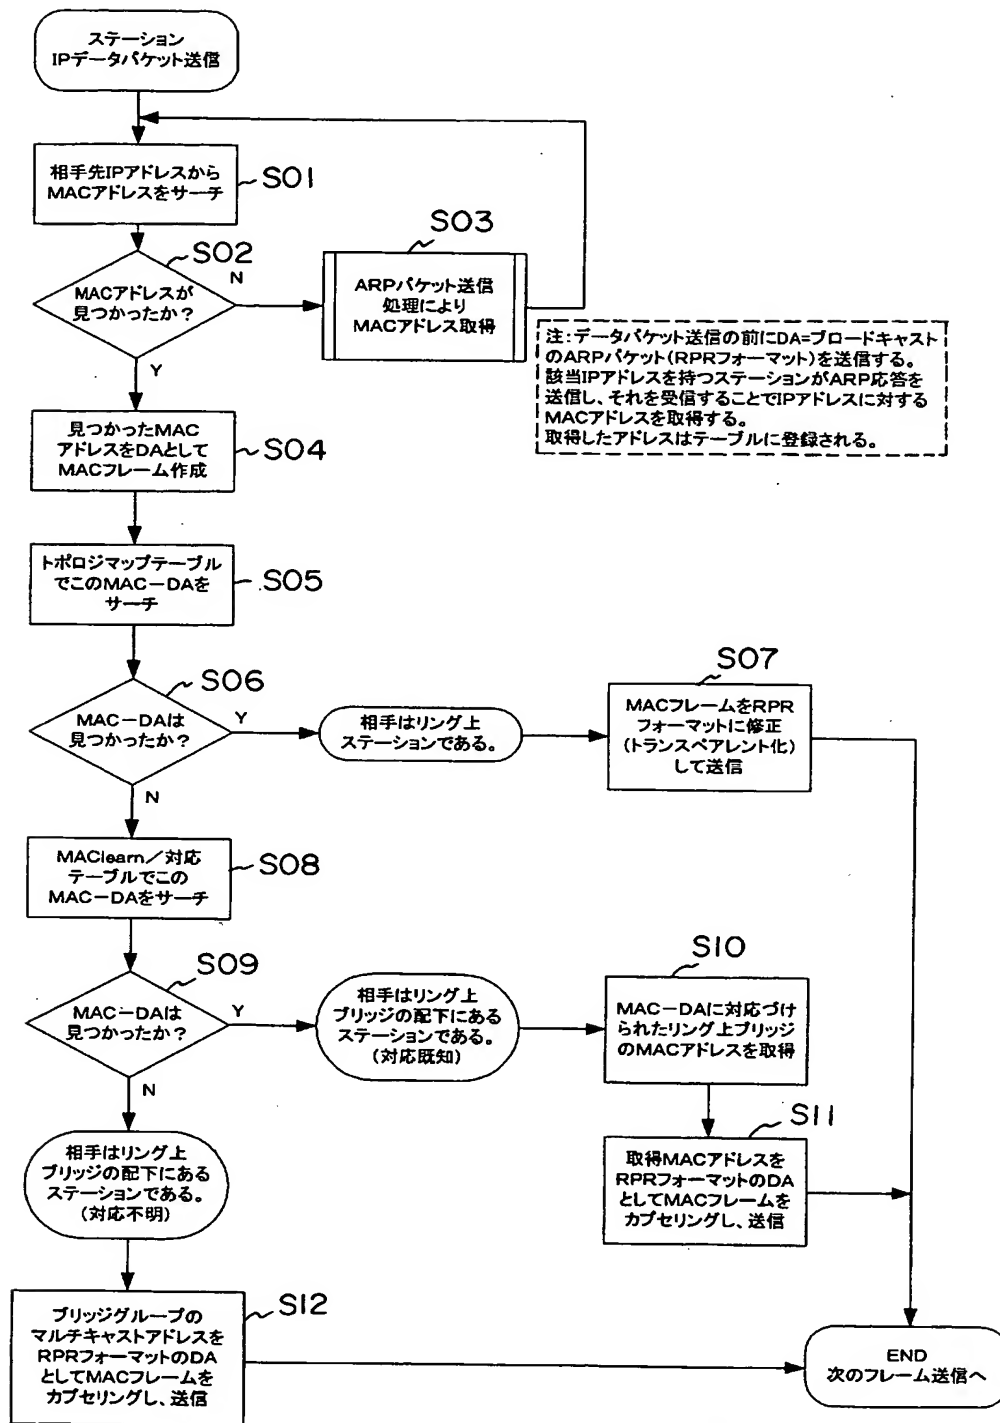 ステーション
IPデータパケット送信
相手先IPアドレスから
MACアドレスをサーチ
S01
S02
MACアドレスが
見つかったか？
N
Y
S03
ARPパケット送信
処理により
MACアドレス取得
注：データパケット送信の前にDA=ブロードキャスト
のARPパケット(RPRフォーマット)を送信する。
該当IPアドレスを持つステーションがARP応答を
送信し、それを受信することでIPアドレスに対する
MACアドレスを取得する。
取得したアドレスはテーブルに登録される。
見つかったMAC
アドレスをDAとして
MACフレーム作成
S04
トポロジマップテーブル
でこのMAC－DAを
サーチ
S05
S06
MAC－DAは
見つかったか？
Y
N
相手はリング上
ステーションである。
S07
MACフレームをRPR
フォーマットに修正
(トランスペアレント化)
して送信
MAClearn／対応
テーブルでこの
MAC－DAをサーチ
S08
S09
MAC－DAは
見つかったか？
Y
N
相手はリング上
ブリッジの配下にある
ステーションである。
(対応既知)
S10
MAC－DAに対応づけ
られたリング上ブリッジ
のMACアドレスを取得
S11
取得MACアドレスを
RPRフォーマットのDA
としてMACフレームを
カプセリングし、送信
相手はリング上
ブリッジの配下にある
ステーションである。
(対応不明)
S12
ブリッジグループの
マルチキャストアドレスを
RPRフォーマットのDA
としてMACフレームを
カプセリングし、送信
END
次のフレーム送信へ